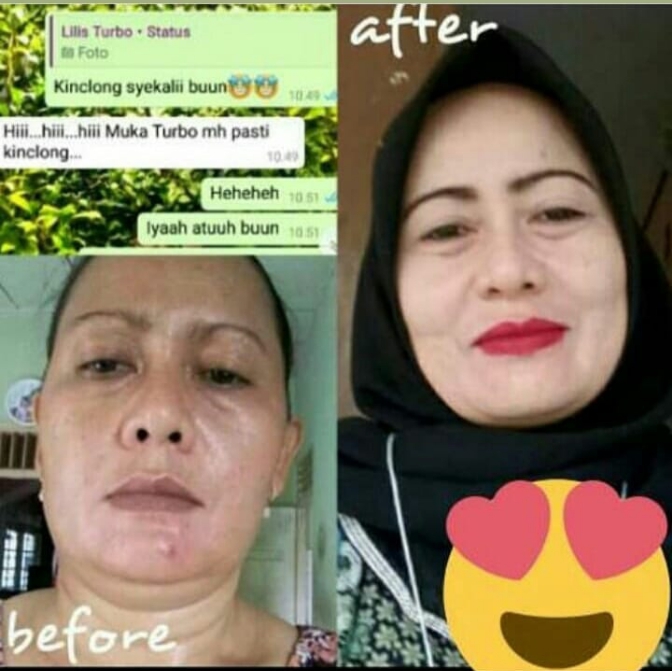 Lilis Turbo • Status
Foto
Kinclong syekalii buun
10.49
Hiii...hiii...hiii Muka Turbo mh pasti
kinclong...
10.49
Heheheh
10.51
Iyaah atuuh buun
10.51
before
after